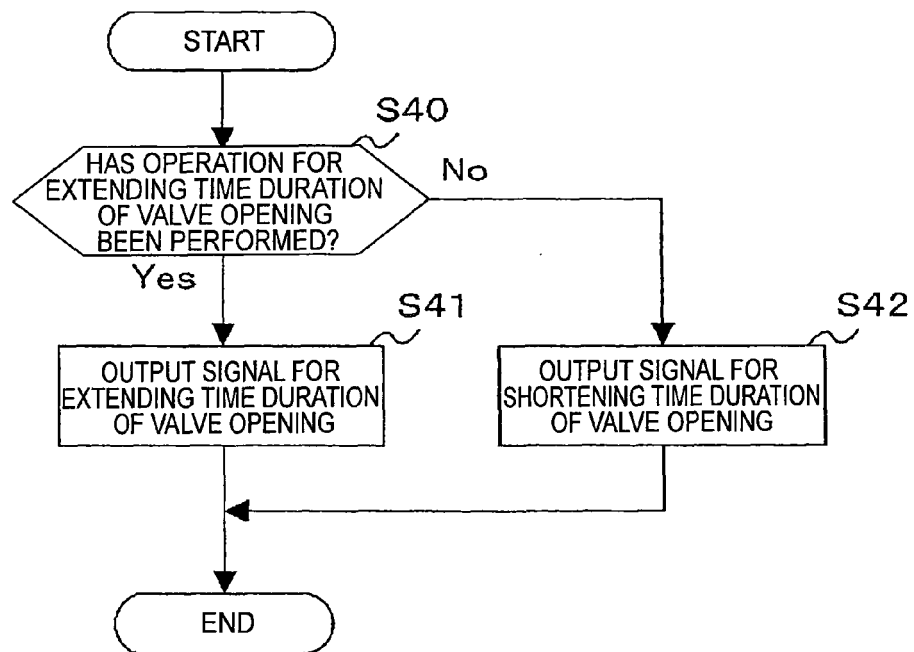 START
S40
HAS OPERATION FOR
EXTENDING TIME DURATION
OF VALVE OPENING
BEEN PERFORMED?
No
Yes
S41
OUTPUT SIGNAL FOR
EXTENDING TIME DURATION
OF VALVE OPENING
S42
OUTPUT SIGNAL FOR
SHORTENING TIME DURATION
OF VALVE OPENING
END